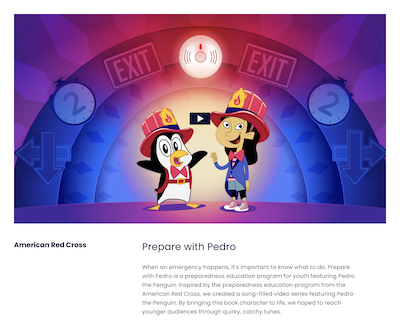 EXIT
EXIT
2
2
American Red Cross
Prepare with Pedro
When an emergency happens, it's important to know what to do. Prepare
with Pedro is a preparedness education program for youth featuring Pedro
the Penguin. Inspired by the preparedness education program from the
American Red Cross, we created a song-filled video series featuring Pedro
the Penguin. By bringing this book character to life, we hoped to reach
younger audiences through quirky, catchy tunes.